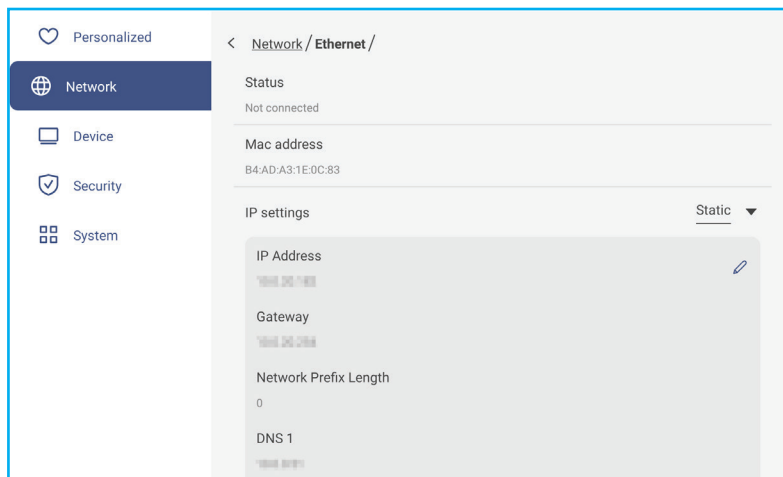 Personalized
Network
Device
Security
System
Network / Ethernet /
Status
Not connected
Mac address
B4:AD:A3:1E:0C:83
IP settings
Static
IP Address
Gateway
Network Prefix Length
0
DNS 1